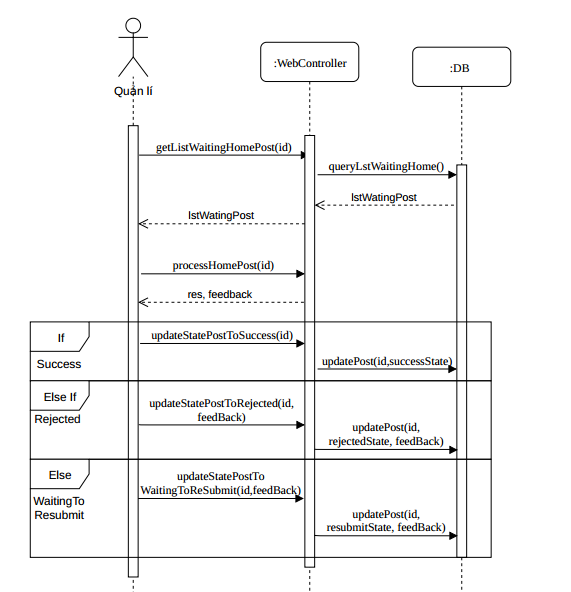 Quản lí
:WebController
:DB
getListWaitingHomePost(id)
queryLstWaitingHome()
lstWatingPost
lstWatingPost
processHomePost(id)
res, feedback
If
Success
updateStatePostToSuccess(id)
updatePost(id,successState)
Else If
Rejected
updateStatePostToRejected(id,
feedBack)
updatePost(id,
rejectedState, feedBack)
Else
WaitingTo
Resubmit
updateStatePostTo
WaitingToReSubmit(id,feedBack)
updatePost(id,
resubmitState, feedBack)